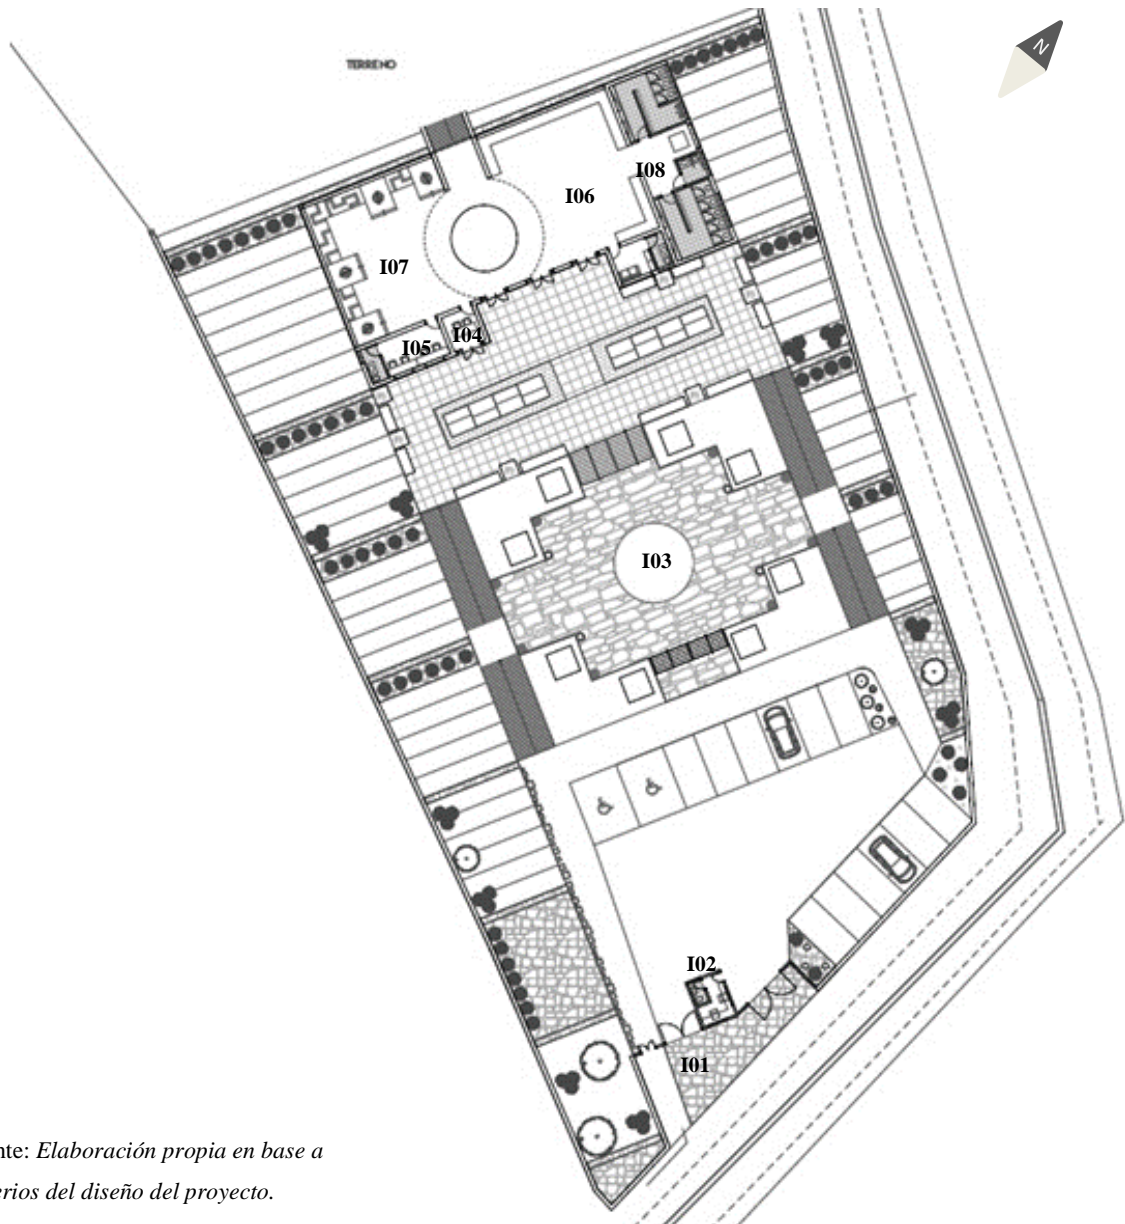 N
TERRENO
I08
I06
I07
I04
I05
I03
I02
I01
nte: Elaboración propia en base a
erios del diseño del proyecto.